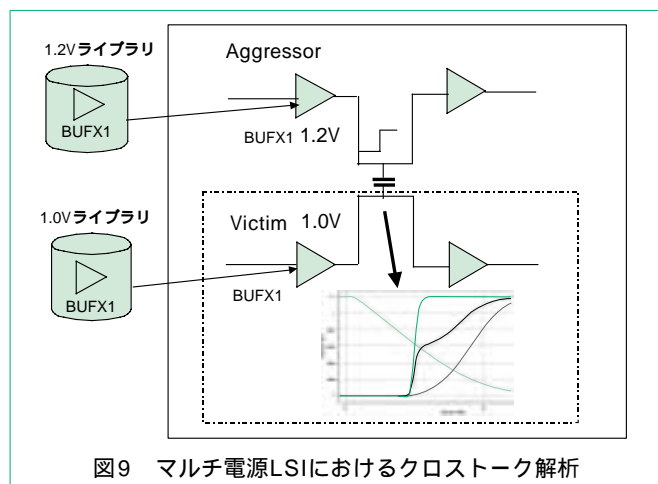 1.2Vライブラリ
BUFX1
Aggressor
BUFX1 1.2V
1.0Vライブラリ
BUFX1
Victim 1.0V
BUFX1
図9 マルチ電源LSIにおけるクロストーク解析